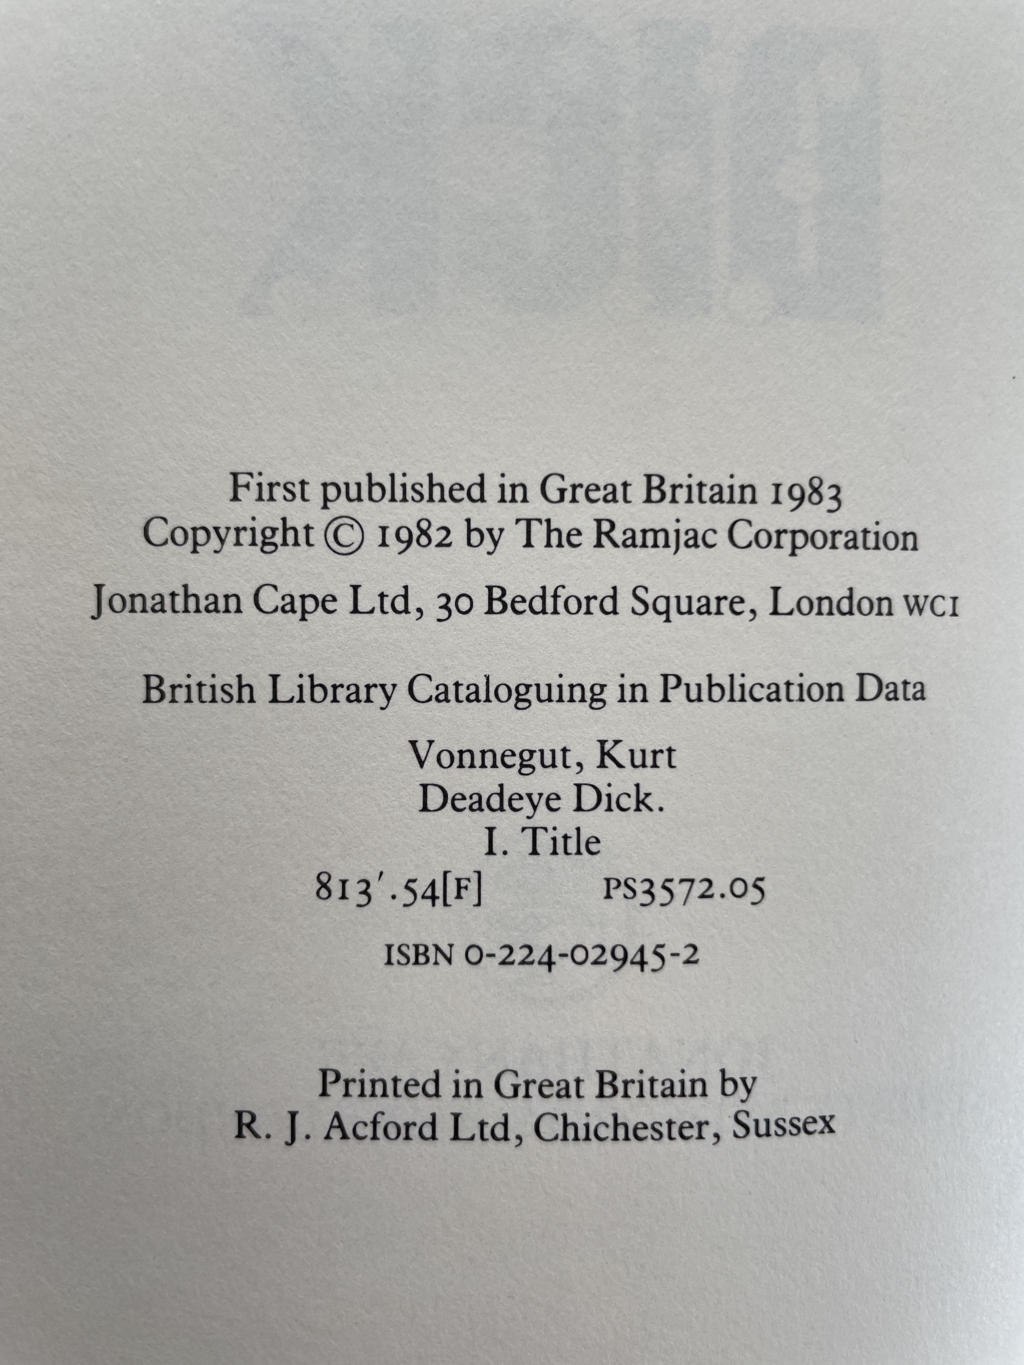 First published in Great Britain 1983
Copyright © 1982 by The Ramjac Corporation
Jonathan Cape Ltd, 30 Bedford Square, London WC1
British Library Cataloguing in Publication Data
Vonnegut, Kurt
Deadeye Dick.
I. Title
813′.54[F] PS3572.05
ISBN 0-224-02945-2
Printed in Great Britain by
R. J. Acford Ltd, Chichester, Sussex